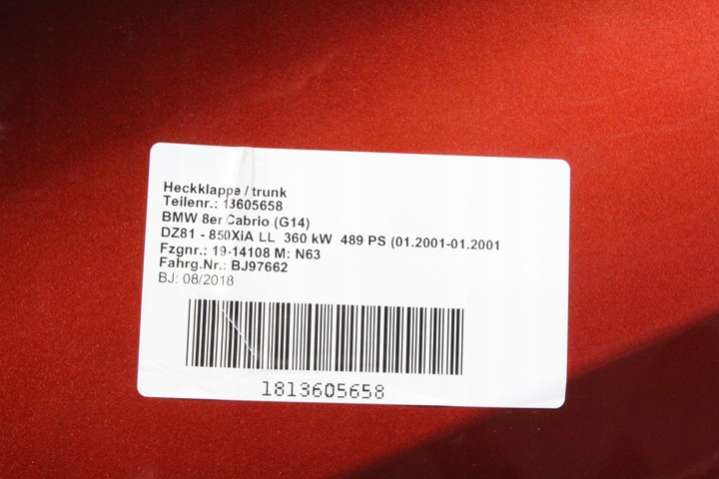 Heckklappe / trunk
Teilenr.: 13605658
BMW 8er Cabrio (G14)
DZ81 - 850XiA LL 360 kW 489 PS (01.2001-01.2001
Fzgnr.: 19-14108 M: N63
Fahrg.Nr.: BJ97662
BJ: 08/2018
1813605658